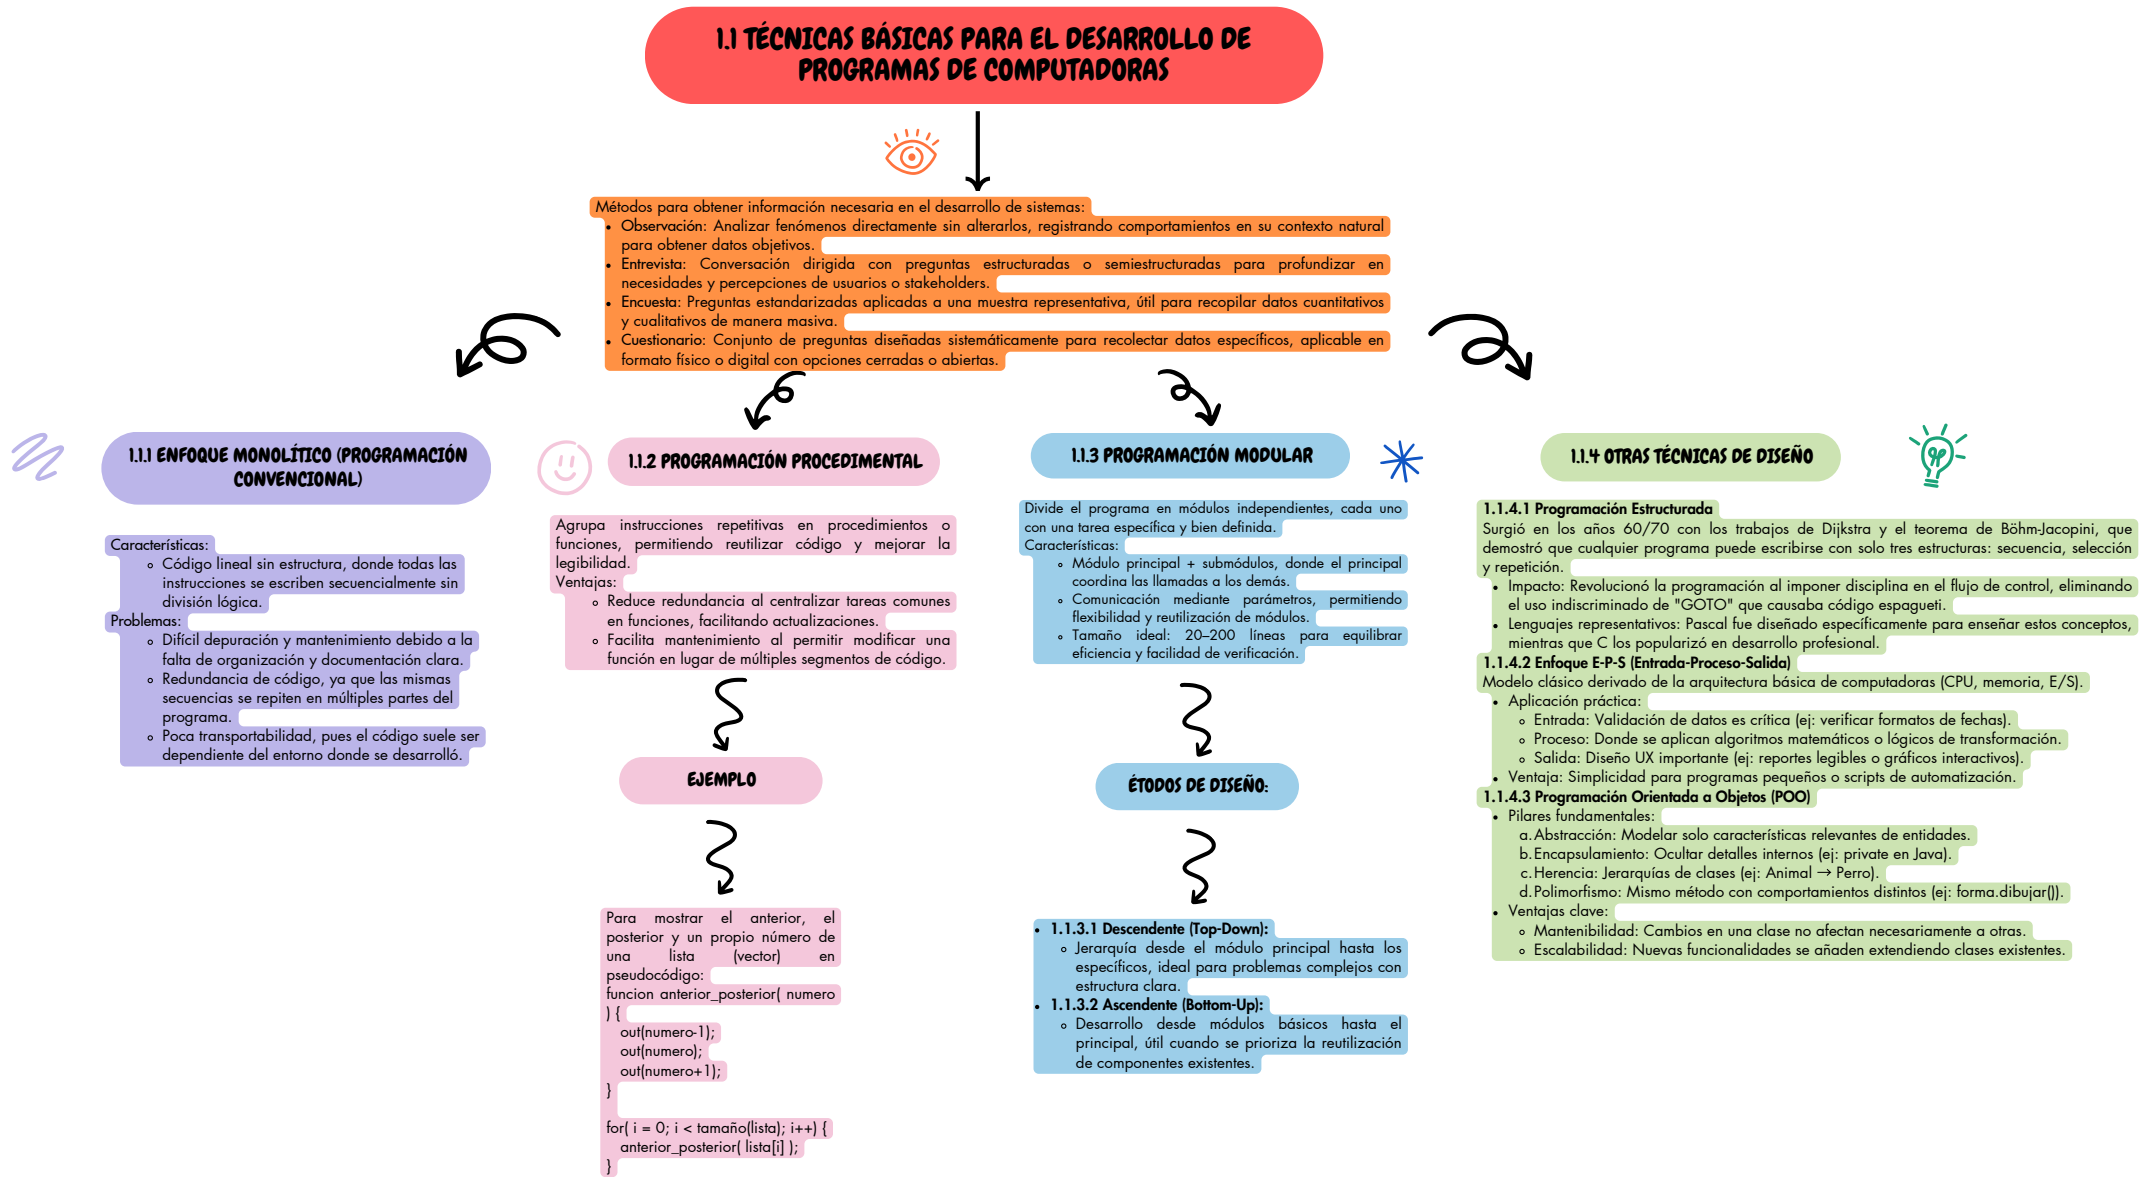 1.1 TÉCNICAS BÁSICAS PARA EL DESARROLLO DE
PROGRAMAS DE COMPUTADORAS
Métodos para obtener información necesaria en el desarrollo de sistemas:
• Observación: Analizar fenómenos directamente sin alterarlos, registrando comportamientos en su contexto natural
para obtener datos objetivos.
• Entrevista: Conversación dirigida con preguntas estructuradas o semiestructuradas para profundizar en
necesidades y percepciones de usuarios o stakeholders.
• Encuesta: Preguntas estandarizadas aplicadas a una muestra representativa, útil para recopilar datos cuantitativos
y cualitativos de manera masiva.
• Cuestionario: Conjunto de preguntas diseñadas sistemáticamente para recolectar datos específicos, aplicable en
formato físico o digital con opciones cerradas o abiertas.
1.1.1 ENFOQUE MONOLÍTICO (PROGRAMACIÓN
CONVENCIONAL)
Características:
◦ Código lineal sin estructura, donde todas las
instrucciones se escriben secuencialmente sin
división lógica.
Problemas:
◦ Difícil depuración y mantenimiento debido a la
falta de organización y documentación clara.
◦ Redundancia de código, ya que las mismas
secuencias se repiten en múltiples partes del
programa.
◦ Poca transportabilidad, pues el código suele ser
dependiente del entorno donde se desarrolló.
1.1.2 PROGRAMACIÓN PROCEDIMENTAL
Agrupa instrucciones repetitivas en procedimientos o
funciones, permitiendo reutilizar código y mejorar la
legibilidad.
Ventajas:
◦ Reduce redundancia al centralizar tareas comunes
en funciones, facilitando actualizaciones.
◦ Facilita mantenimiento al permitir modificar una
función en lugar de múltiples segmentos de código.
EJEMPLO
Para mostrar el anterior, el
posterior y un propio número de
una lista (vector) en
pseudocódigo:
funcion anterior_posterior( numero
) {
out(numero-1);
out(numero);
out(numero+1);
}
for( i = 0; i < tamaño(lista); i++) {
anterior_posterior( lista[i] );
}
1.1.3 PROGRAMACIÓN MODULAR
Divide el programa en módulos independientes, cada uno
con una tarea específica y bien definida.
Características:
◦ Módulo principal + submódulos, donde el principal
coordina las llamadas a los demás.
◦ Comunicación mediante parámetros, permitiendo
flexibilidad y reutilización de módulos.
◦ Tamaño ideal: 20–200 líneas para equilibrar
eficiencia y facilidad de verificación.
ÉTODOS DE DISEÑO:
• 1.1.3.1 Descendente (Top-Down):
◦ Jerarquía desde el módulo principal hasta los
específicos, ideal para problemas complejos con
estructura clara.
• 1.1.3.2 Ascendente (Bottom-Up):
◦ Desarrollo desde módulos básicos hasta el
principal, útil cuando se prioriza la reutilización
de componentes existentes.
1.1.4 OTRAS TÉCNICAS DE DISEÑO
1.1.4.1 Programación Estructurada
Surgió en los años 60/70 con los trabajos de Dijkstra y el teorema de Böhm-Jacopini, que
demostró que cualquier programa puede escribirse con solo tres estructuras: secuencia, selección
y repetición.
• Impacto: Revolucionó la programación al imponer disciplina en el flujo de control, eliminando
el uso indiscriminado de "GOTO" que causaba código espagueti.
• Lenguajes representativos: Pascal fue diseñado específicamente para enseñar estos conceptos,
mientras que C los popularizó en desarrollo profesional.
1.1.4.2 Enfoque E-P-S (Entrada-Proceso-Salida)
Modelo clásico derivado de la arquitectura básica de computadoras (CPU, memoria, E/S).
• Aplicación práctica:
◦ Entrada: Validación de datos es crítica (ej: verificar formatos de fechas).
◦ Proceso: Donde se aplican algoritmos matemáticos o lógicos de transformación.
◦ Salida: Diseño UX importante (ej: reportes legibles o gráficos interactivos).
• Ventaja: Simplicidad para programas pequeños o scripts de automatización.
1.1.4.3 Programación Orientada a Objetos (POO)
• Pilares fundamentales:
a. Abstracción: Modelar solo características relevantes de entidades.
b. Encapsulamiento: Ocultar detalles internos (ej: private en Java).
c. Herencia: Jerarquías de clases (ej: Animal → Perro).
d. Polimorfismo: Mismo método con comportamientos distintos (ej: forma.dibujar()).
• Ventajas clave:
◦ Mantenibilidad: Cambios en una clase no afectan necesariamente a otras.
◦ Escalabilidad: Nuevas funcionalidades se añaden extendiendo clases existentes.